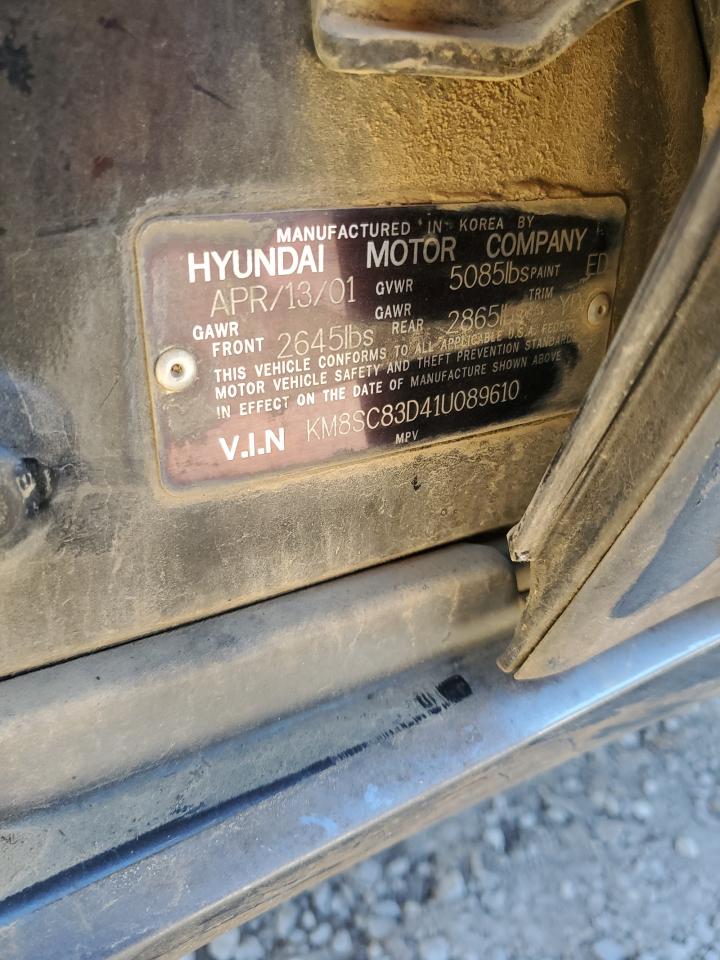 MANUFACTURED IN KOREA BY
HYUNDAI MOTOR COMPANY
APR/13/01 GVWR 5085lbs PAINT ED
GAWR FRONT 2645lbs GAWR REAR 2865lbs TRIM
THIS VEHICLE CONFORMS TO ALL APPLICABLE U.S.A. FEDERAL
MOTOR VEHICLE SAFETY AND THEFT PREVENTION STANDARDS
IN EFFECT ON THE DATE OF MANUFACTURE SHOWN ABOVE
V.I.N KM8SC83D41U089610
MPV